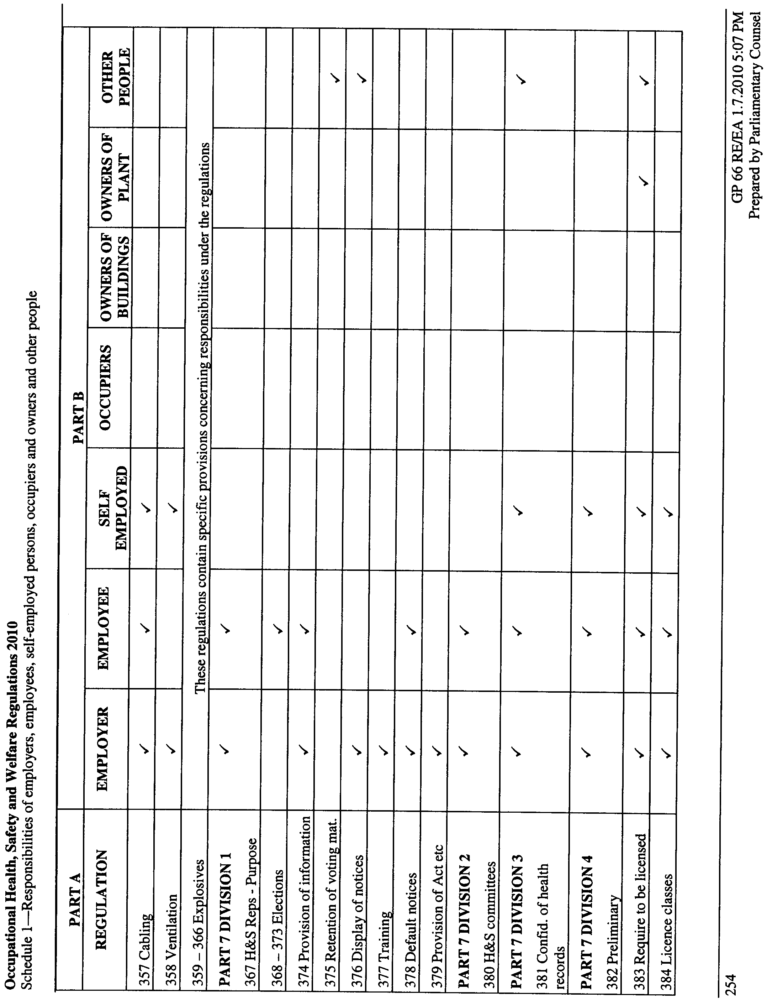 Occupational Health, Safety and Welfare Regulations 2010
Schedule 1—Responsibilities of employers, employees, self-employed persons, occupiers and owners and other people
PART A PART B
REGULATION EMPLOYER EMPLOYEE SELF EMPLOYED OCCUPIERS OWNERS OF BUILDINGS OWNERS OF PLANT OTHER PEOPLE
357 Cabling ✓ ✓ ✓
358 Ventilation ✓ ✓
359 – 366 Explosives These regulations contain specific provisions concerning responsibilities under the regulations
PART 7 DIVISION 1 ✓ ✓
367 H&S Reps - Purpose
368 – 373 Elections ✓
374 Provision of information ✓ ✓
375 Retention of voting mat. ✓
376 Display of notices ✓ ✓
377 Training ✓
378 Default notices ✓ ✓
379 Provision of Act etc ✓
PART 7 DIVISION 2 ✓ ✓
380 H&S committees
PART 7 DIVISION 3 ✓ ✓ ✓ ✓
381 Confid. of health
records
PART 7 DIVISION 4 ✓ ✓ ✓
382 Preliminary
383 Require to be licensed ✓ ✓ ✓ ✓ ✓
384 Licence classes ✓ ✓ ✓
254 GP 66 RE/EA 1.7.2010 5:07 PM
Prepared by Parliamentary Counsel